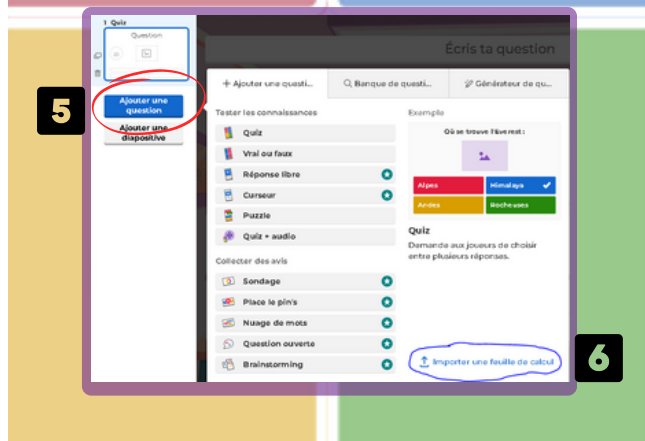 1 Quiz
Question
Ajouter une
question
Ajouter une
diapositive
5
Écris ta question
+ Ajouter une questi...
Banque de questi...
Générateur de qu...
Tester les connaissances
Quiz
Vrai ou faux
Réponse libre
Curseur
Puzzle
Quiz + audio
Collecter des avis
Sondage
Place le pin's
Nuage de mots
Question ouverte
Brainstorming
Exemple
Où se trouve l'Everest :
Alpes
Himalaya
Andes
Rocheuses
Quiz
Demande aux joueurs de choisir
entre plusieurs réponses.
Importer une feuille de calcul
6